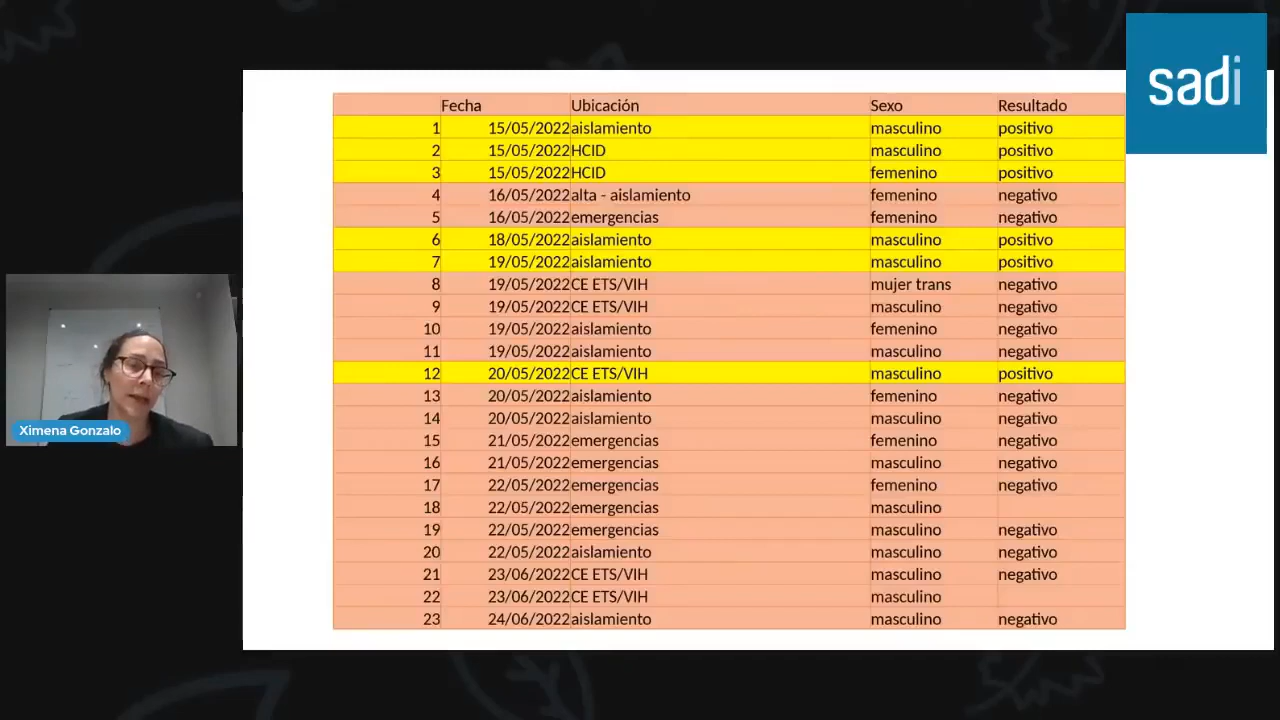 sadi
Fecha Ubicación Sexo Resultado
1 15/05/2022 aislamiento masculino positivo
2 15/05/2022 HCID masculino positivo
3 15/05/2022 HCID femenino positivo
4 16/05/2022 alta - aislamiento femenino negativo
5 16/05/2022 emergencias femenino negativo
6 18/05/2022 aislamiento masculino positivo
7 19/05/2022 aislamiento masculino positivo
8 19/05/2022 CE ETS/VIH mujer trans negativo
9 19/05/2022 CE ETS/VIH masculino negativo
10 19/05/2022 aislamiento femenino negativo
11 19/05/2022 aislamiento masculino negativo
12 20/05/2022 CE ETS/VIH masculino positivo
13 20/05/2022 aislamiento femenino negativo
14 20/05/2022 aislamiento masculino negativo
15 21/05/2022 emergencias femenino negativo
16 21/05/2022 emergencias masculino negativo
17 22/05/2022 emergencias femenino negativo
18 22/05/2022 emergencias masculino
19 22/05/2022 emergencias masculino negativo
20 22/05/2022 aislamiento masculino negativo
21 23/06/2022 CE ETS/VIH masculino negativo
22 23/06/2022 CE ETS/VIH masculino
23 24/06/2022 aislamiento masculino negativo
Ximena Gonzalo